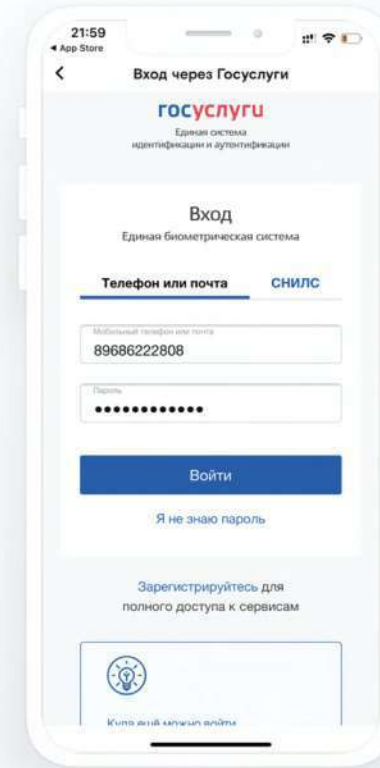 21:59
App Store
Вход через Госуслуги
госуслуги
Единая система
идентификации и аутентификации
Вход
Единая биометрическая система
Телефон или почта СНИЛС
Мобильный телефон или почта
89686222808
Пароль
••••••••••••
Войти
Я не знаю пароль
Зарегистрируйтесь для
полного доступа к сервисам
Куда ещё можно войти